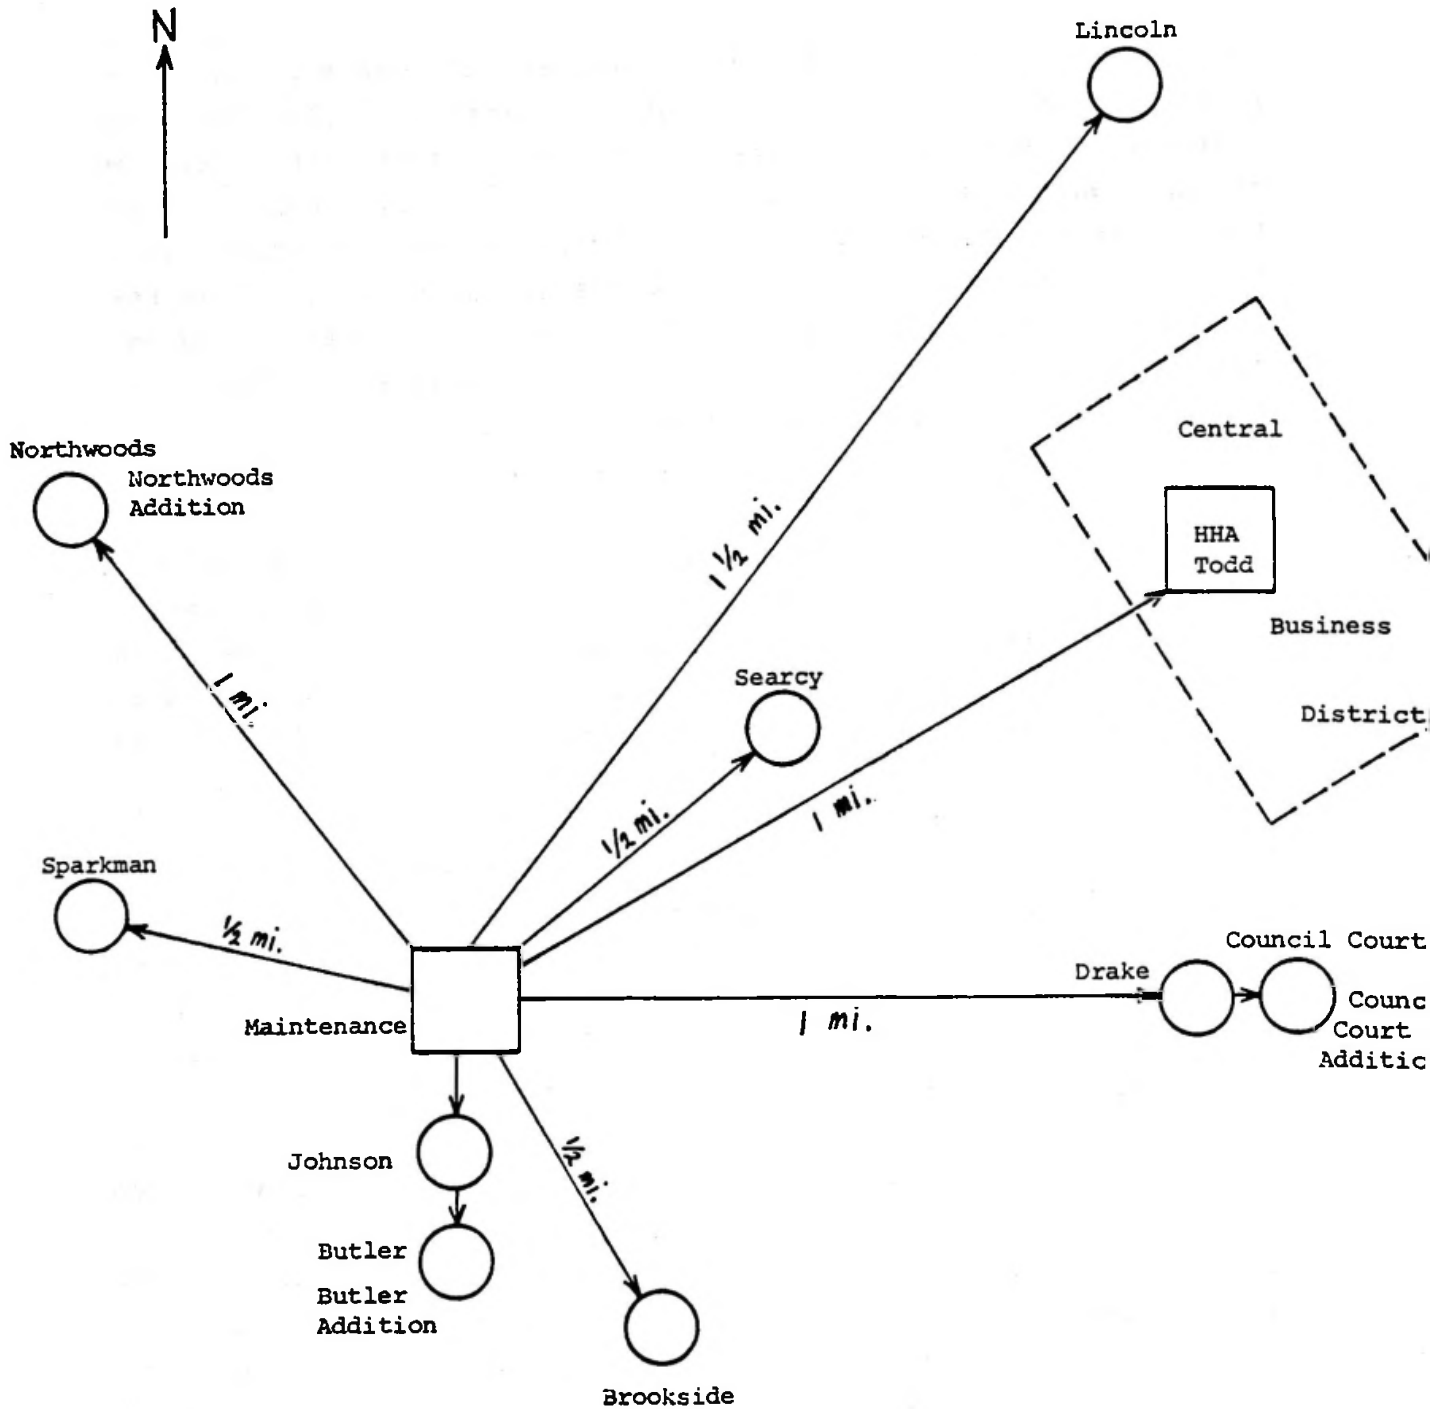 N
Lincoln
Central
HHA
Todd
Business
District
Northwoods
Northwoods
Addition
1 1/2 mi.
1 mi.
Searcy
1/2 mi.
1 mi.
Sparkman
1/2 mi.
Maintenance
Council Court
Drake
Counc
Court
Additic
1 mi.
Johnson
1/2 mi.
Butler
Butler
Addition
Brookside